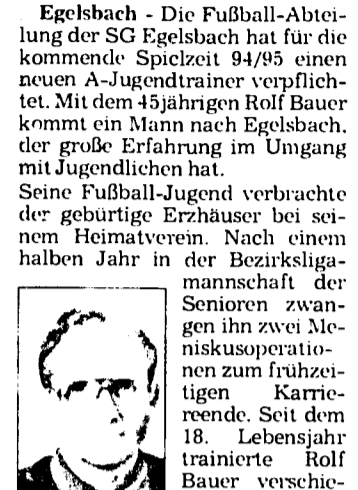 Egelsbach - Die Fußball-Abtei-
lung der SG Egelsbach hat für die
kommende Spielzeit 94/95 einen
neuen A-Jugendtrainer verpflich-
tet. Mit dem 45jährigen Rolf Bauer
kommt ein Mann nach Egelsbach,
der große Erfahrung im Umgang
mit Jugendlichen hat.
Seine Fußball-Jugend verbrachte
der gebürtige Erzhäuser bei sei-
nem Heimatverein. Nach einem
halben Jahr in der Bezirksliga-
mannschaft der
Senioren zwan-
gen ihn zwei Me-
niskusoperatio-
nen zum frühzei-
tigen Karrie-
reende. Seit dem
18. Lebensjahr
trainierte Rolf
Bauer verschie-